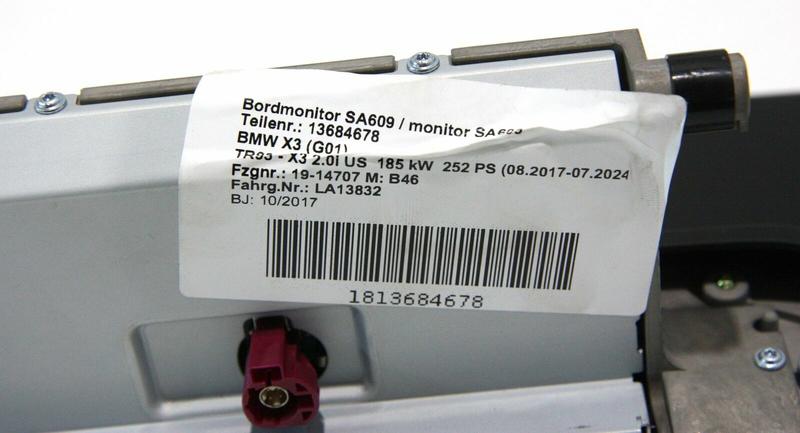 Bordmonitor SA609 / monitor SA609
Teilenr.: 13684678
BMW X3 (G01)
TR93 - X3 2.0i US 185 kW 252 PS (08.2017-07.2024
Fzgnr.: 19-14707 M: B46
Fahrg.Nr.: LA13832
BJ: 10/2017
1813684678